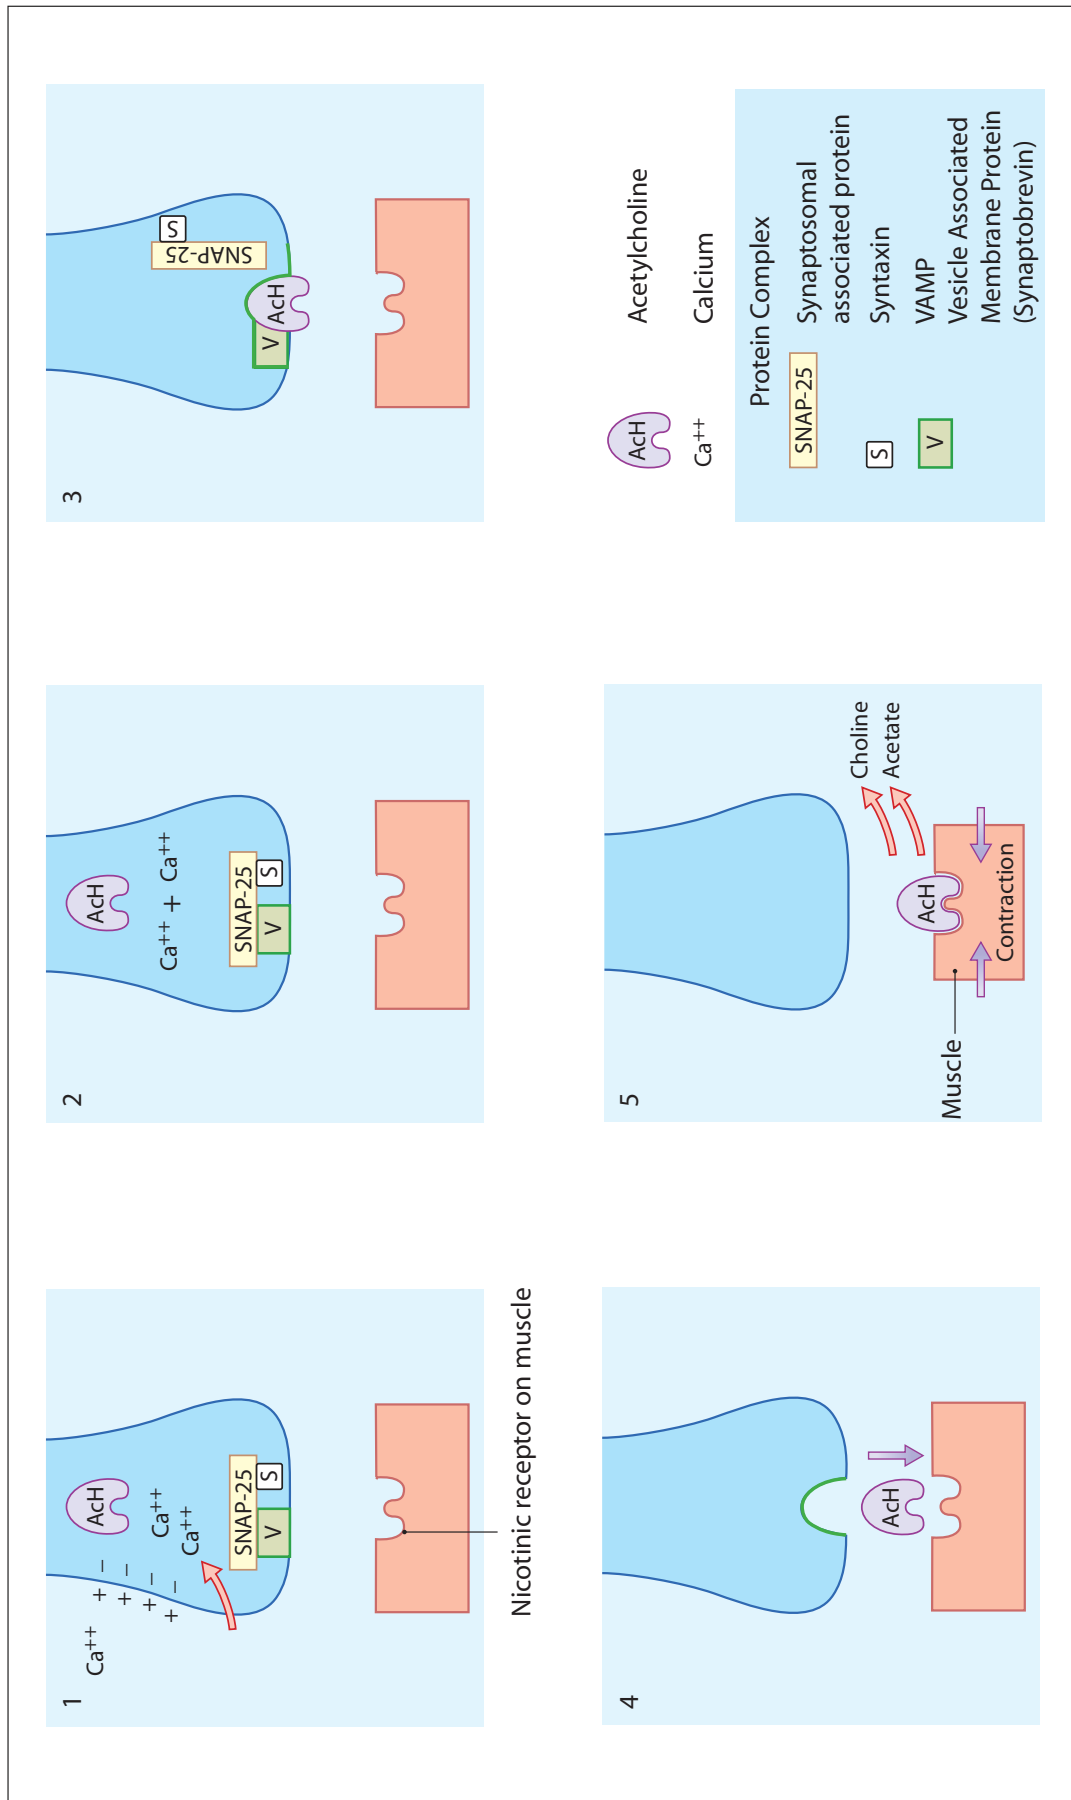 1
Ca++
+ −
+ −
+ −
+ −
AcH
Ca++
Ca++
SNAP-25
V
S
Nicotinic receptor on muscle
2
AcH
Ca++ + Ca++
SNAP-25
V
S
3
SNAP-25
S
V
AcH
4
AcH
5
Choline
Acetate
AcH
Contraction
Muscle
AcH
Acetylcholine
Ca++
Calcium
Protein Complex
SNAP-25
Synaptosomal
associated protein
S
Syntaxin
V
VAMP
Vesicle Associated
Membrane Protein
(Synaptobrevin)